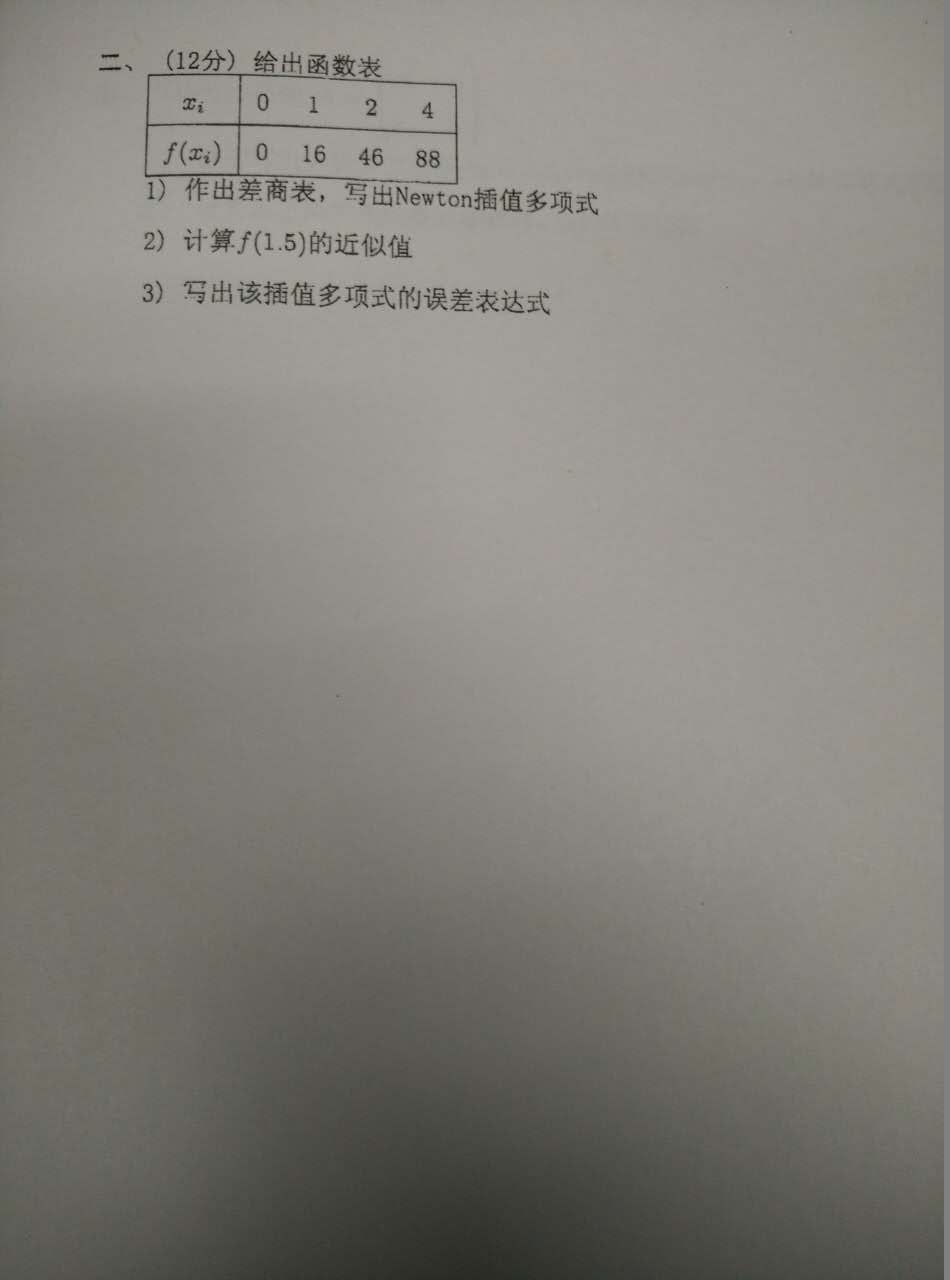 二、（12分）给出函数表
xᵢ 0 1 2 4
f(xᵢ) 0 16 46 88
1）作出差商表，写出Newton插值多项式
2）计算f(1.5)的近似值
3）写出该插值多项式的误差表达式